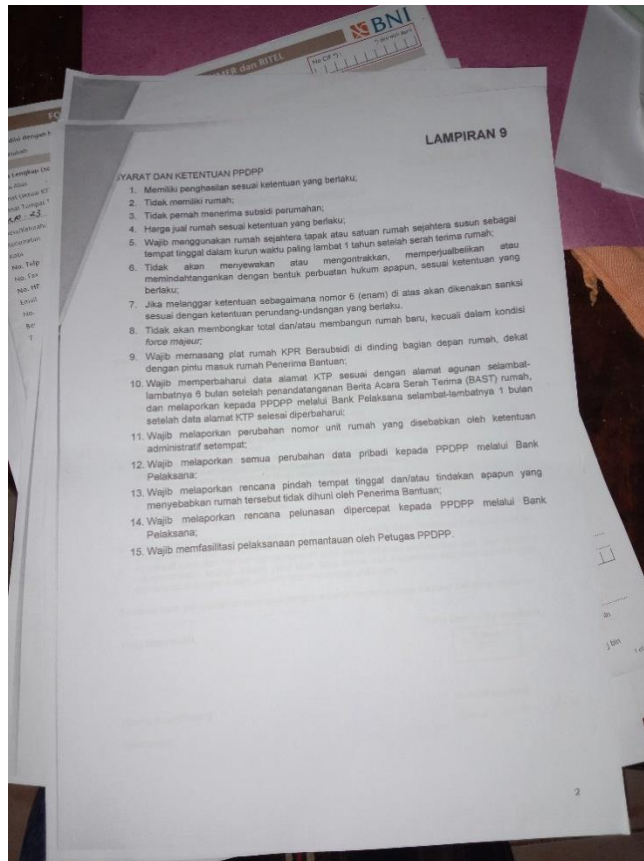 BNI
No CIF *) :
dan RITEL
LAMPIRAN 9
SYARAT DAN KETENTUAN PPDPP
1. Memiliki penghasilan sesuai ketentuan yang berlaku;
2. Tidak memiliki rumah;
3. Tidak pernah menerima subsidi perumahan;
4. Harga jual rumah sesuai ketentuan yang berlaku;
5. Wajib menggunakan rumah sejahtera tapak atau satuan rumah sejahtera susun sebagai
tempat tinggal dalam kurun waktu paling lambat 1 tahun setelah serah terima rumah;
6. Tidak akan menyewakan atau mengontrakkan, memperjualbelikan atau
memindahtangankan dengan bentuk perbuatan hukum apapun, sesuai ketentuan yang
berlaku;
7. Jika melanggar ketentuan sebagaimana nomor 6 (enam) di atas akan dikenakan sanksi
sesuai dengan ketentuan perundang-undangan yang berlaku.
8. Tidak akan membongkar total dan/atau membangun rumah baru, kecuali dalam kondisi
force majeur;
9. Wajib memasang plat rumah KPR Bersubsidi di dinding bagian depan rumah, dekat
dengan pintu masuk rumah Penerima Bantuan;
10. Wajib memperbaharui data alamat KTP sesuai dengan alamat agunan selambat-
lambatnya 6 bulan setelah penandatanganan Berita Acara Serah Terima (BAST) rumah,
dan melaporkan kepada PPDPP melalui Bank Pelaksana selambat-lambatnya 1 bulan
setelah data alamat KTP selesai diperbaharui;
11. Wajib melaporkan perubahan nomor unit rumah yang disebabkan oleh ketentuan
administratif setempat;
12. Wajib melaporkan semua perubahan data pribadi kepada PPDPP melalui Bank
Pelaksana;
13. Wajib melaporkan rencana pindah tempat tinggal dan/atau tindakan apapun yang
menyebabkan rumah tersebut tidak dihuni oleh Penerima Bantuan;
14. Wajib melaporkan rencana pelunasan dipercepat kepada PPDPP melalui Bank
Pelaksana;
15. Wajib memfasilitasi pelaksanaan pemantauan oleh Petugas PPDPP.
2
No. Telp
No. Fax
No. HP
Email
No.